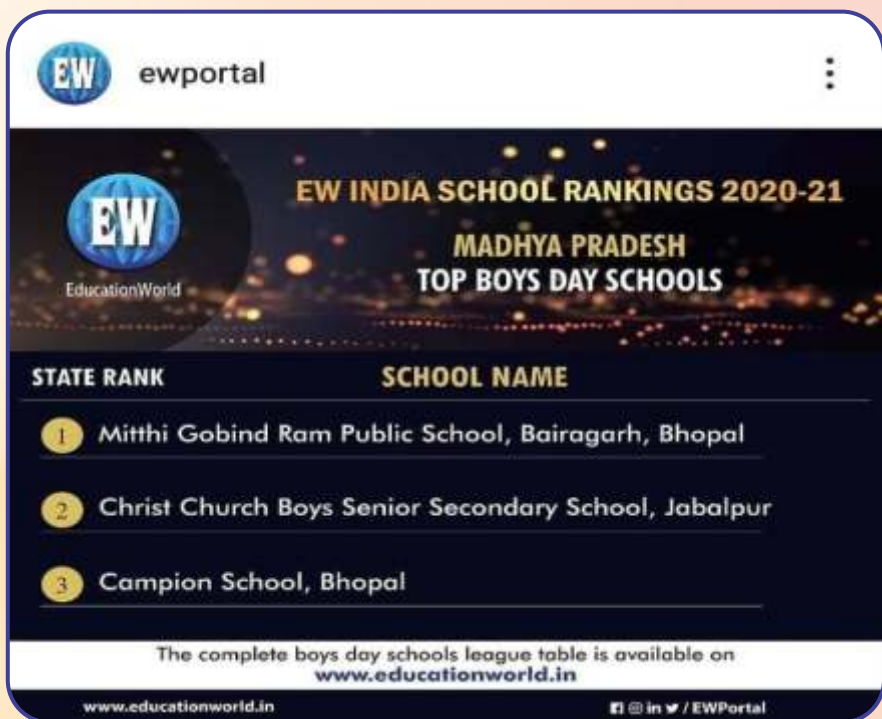 EW ewportal
EW INDIA SCHOOL RANKINGS 2020-21
EW
MADHYA PRADESH
TOP BOYS DAY SCHOOLS
EducationWorld
STATE RANK SCHOOL NAME
1 Mitthi Gobind Ram Public School, Bairagarh, Bhopal
2 Christ Church Boys Senior Secondary School, Jabalpur
3 Campion School, Bhopal
The complete boys day schools league table is available on
www.educationworld.in
www.educationworld.in / EWPortal